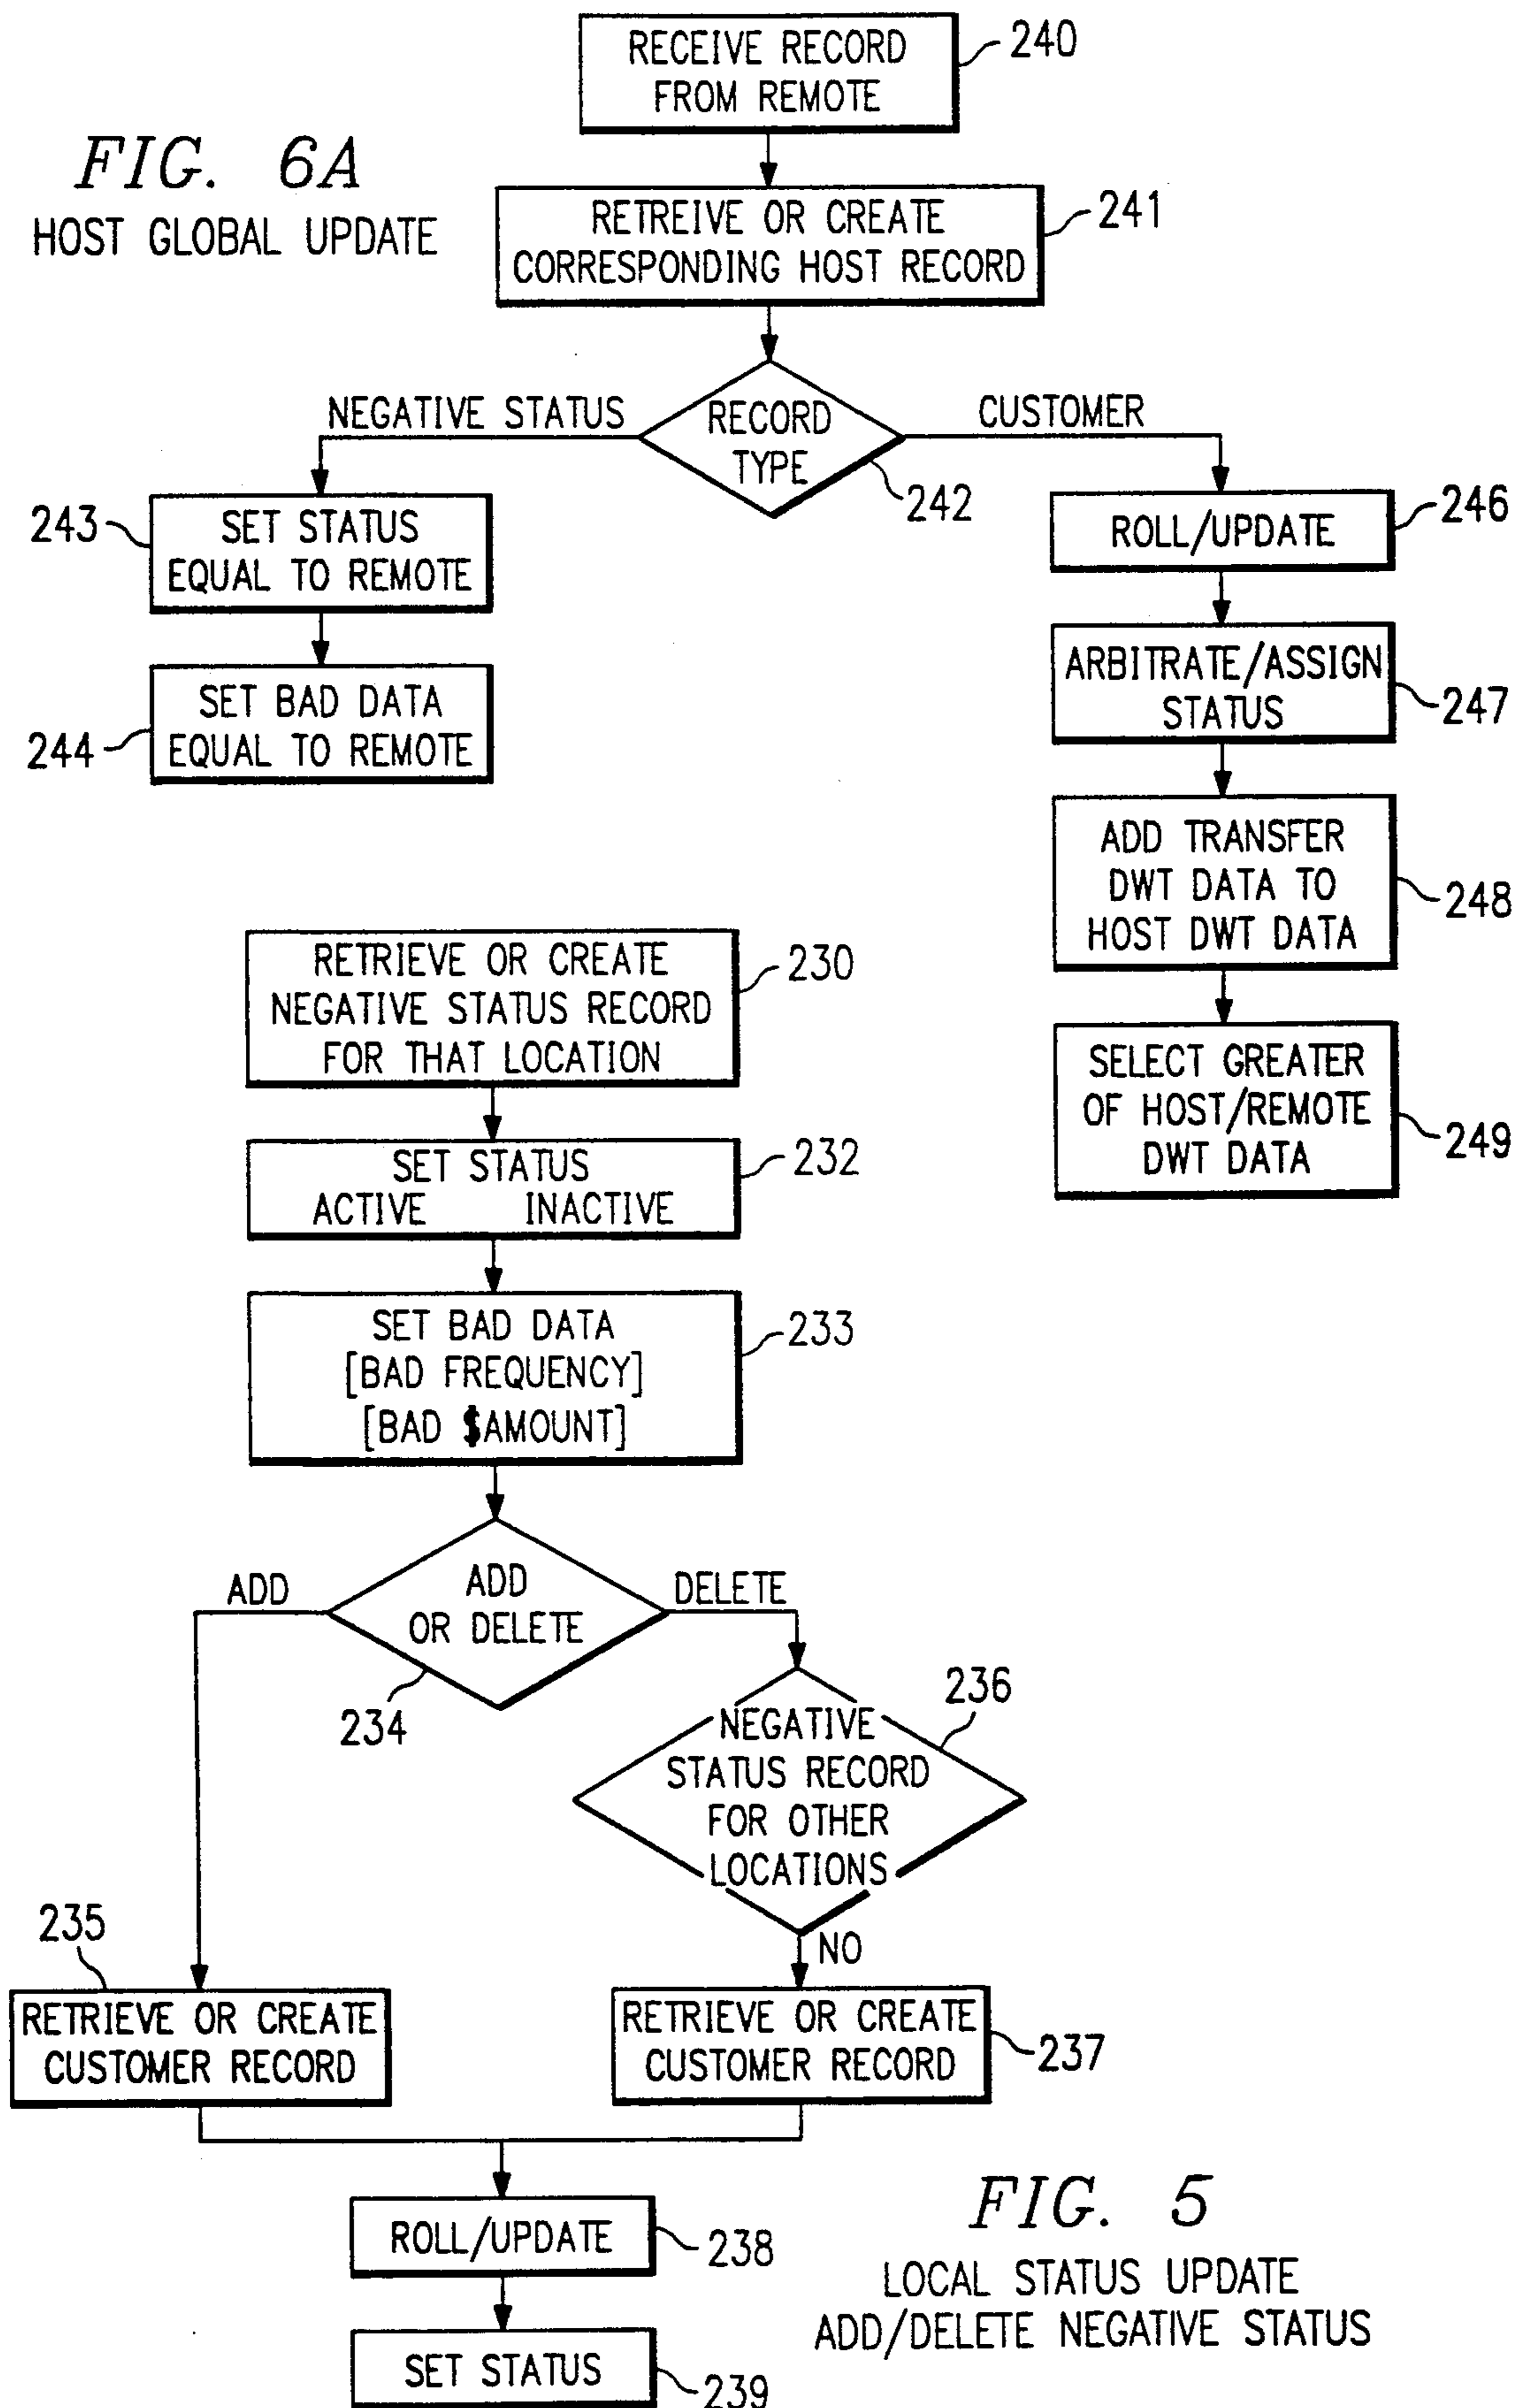 FIG. 6A
HOST GLOBAL UPDATE
RECEIVE RECORD
FROM REMOTE
240
RETREIVE OR CREATE
CORRESPONDING HOST RECORD
241
NEGATIVE STATUS
RECORD
TYPE
242
CUSTOMER
243
SET STATUS
EQUAL TO REMOTE
244
SET BAD DATA
EQUAL TO REMOTE
ROLL/UPDATE
246
ARBITRATE/ASSIGN
STATUS
247
ADD TRANSFER
DWT DATA TO
HOST DWT DATA
248
SELECT GREATER
OF HOST/REMOTE
DWT DATA
249
RETRIEVE OR CREATE
NEGATIVE STATUS RECORD
FOR THAT LOCATION
230
SET STATUS
ACTIVE INACTIVE
232
SET BAD DATA
[BAD FREQUENCY]
[BAD $AMOUNT]
233
ADD
ADD
OR DELETE
DELETE
234
NEGATIVE
STATUS RECORD
FOR OTHER
LOCATIONS
236
NO
235
RETRIEVE OR CREATE
CUSTOMER RECORD
RETRIEVE OR CREATE
CUSTOMER RECORD
237
ROLL/UPDATE
238
SET STATUS
239
FIG. 5
LOCAL STATUS UPDATE
ADD/DELETE NEGATIVE STATUS